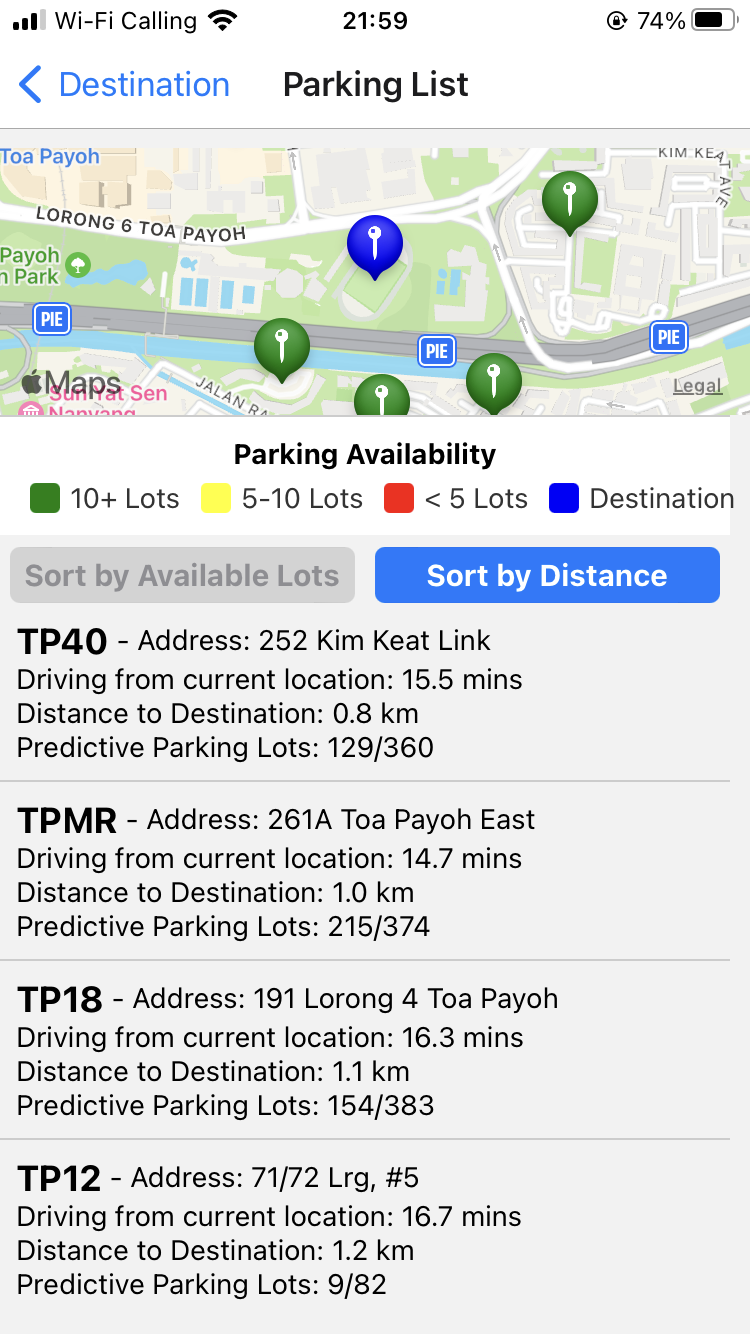 Wi-Fi Calling 21:59 74%
Destination Parking List
Toa Payoh
KIM KEAT AVE
LORONG 6 TOA PAYOH
Payoh
n Park
PIE
PIE
PIE
Maps
Sun Yat Sen
Nanyang
JALAN RA
Legal
Parking Availability
10+ Lots 5-10 Lots < 5 Lots Destination
Sort by Available Lots Sort by Distance
TP40 - Address: 252 Kim Keat Link
Driving from current location: 15.5 mins
Distance to Destination: 0.8 km
Predictive Parking Lots: 129/360
TPMR - Address: 261A Toa Payoh East
Driving from current location: 14.7 mins
Distance to Destination: 1.0 km
Predictive Parking Lots: 215/374
TP18 - Address: 191 Lorong 4 Toa Payoh
Driving from current location: 16.3 mins
Distance to Destination: 1.1 km
Predictive Parking Lots: 154/383
TP12 - Address: 71/72 Lrg, #5
Driving from current location: 16.7 mins
Distance to Destination: 1.2 km
Predictive Parking Lots: 9/82